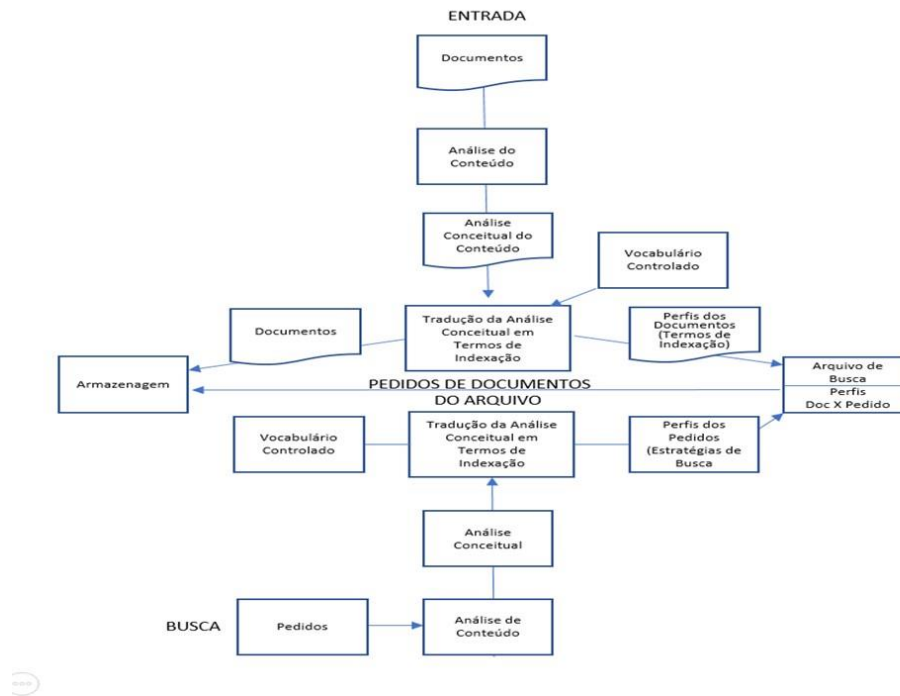 ENTRADA
Documentos
Análise do
Conteúdo
Análise
Conceitual do
Conteúdo
Vocabulário
Controlado
Documentos
Tradução da Análise
Conceitual em
Termos de
Indexação
Perfis dos
Documentos
(Termos de
Indexação)
Armazenagem
PEDIDOS DE DOCUMENTOS
DO ARQUIVO
Arquivo de
Busca
Perfis
Doc X Pedido
Vocabulário
Controlado
Tradução da Análise
Conceitual em
Termos de
Indexação
Perfis dos
Pedidos
(Estratégias de
Busca
Análise
Conceitual
BUSCA
Pedidos
Análise de
Conteúdo